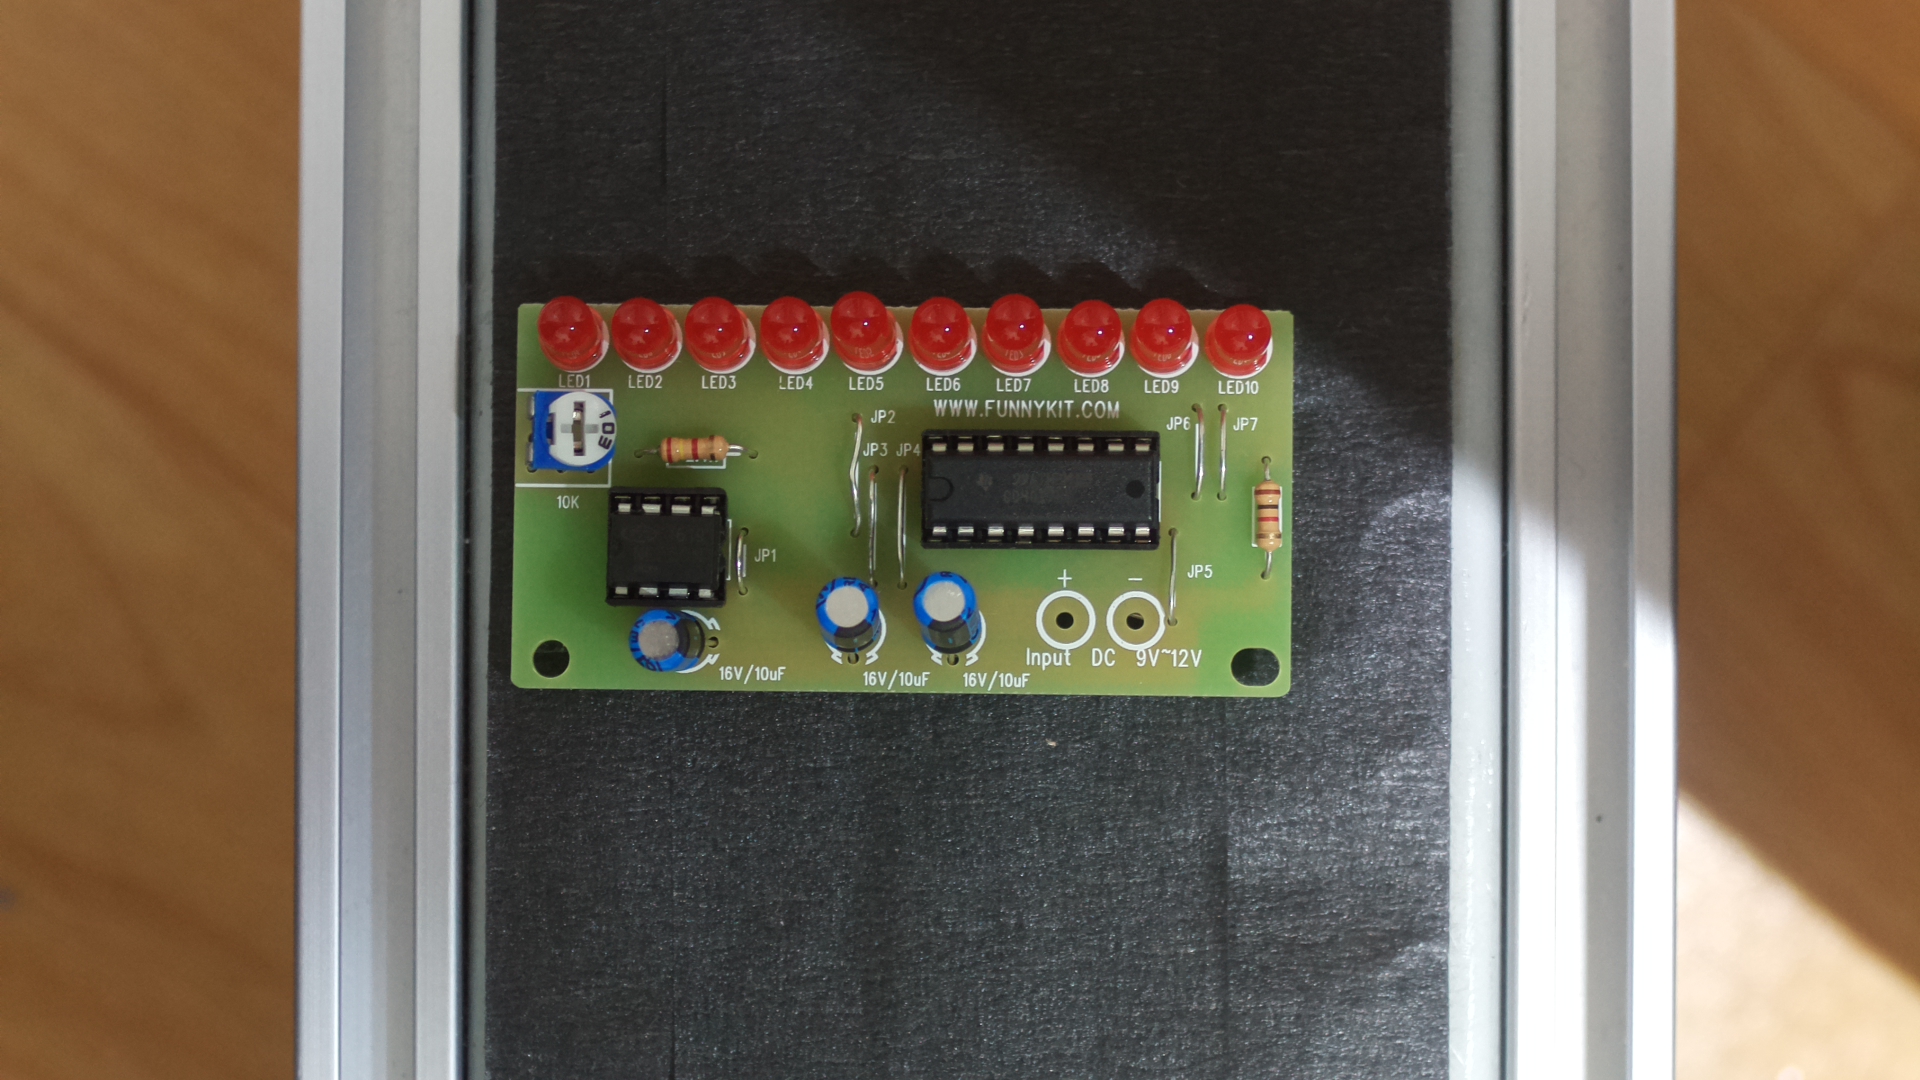 LED1 LED2 LED3 LED4 LED5 LED6 LED7 LED8 LED9 LED10
WWW.FUNNYKIT.COM
JP2
JP6 JP7
JP3 JP4
E03
10K
JP1
JP5
+ −
Input DC 9V~12V
16V/10uF 16V/10uF 16V/10uF